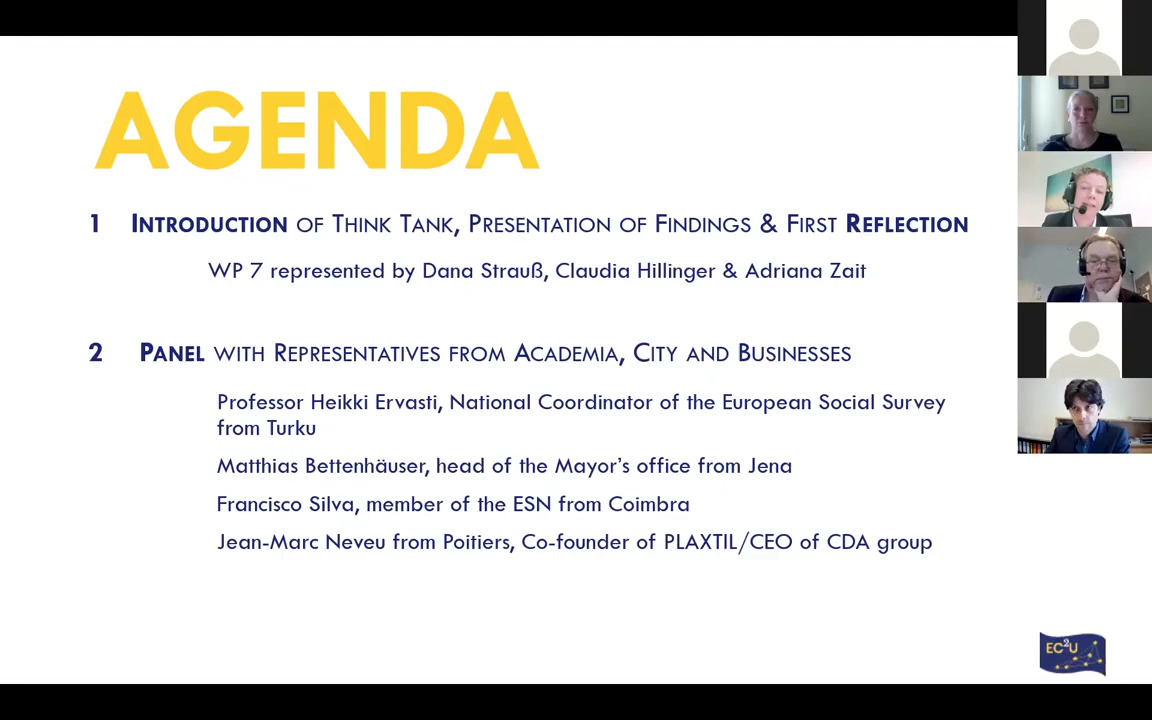 AGENDA
1 INTRODUCTION OF THINK TANK, PRESENTATION OF FINDINGS & FIRST REFLECTION
WP 7 represented by Dana Strauß, Claudia Hillinger & Adriana Zait
2 PANEL WITH REPRESENTATIVES FROM ACADEMIA, CITY AND BUSINESSES
Professor Heikki Ervasti, National Coordinator of the European Social Survey
from Turku
Matthias Bettenhäuser, head of the Mayor’s office from Jena
Francisco Silva, member of the ESN from Coimbra
Jean-Marc Neveu from Poitiers, Co-founder of PLAXTIL/CEO of CDA group
EC²U